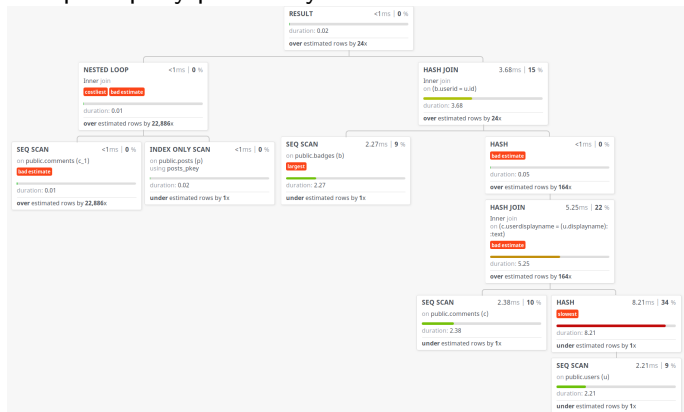 RESULT <1ms | 0 %
duration: 0.02
over estimated rows by 24x
NESTED LOOP <1ms | 0 %
Inner join
costliest bad estimate
duration: 0.01
over estimated rows by 22,886x
HASH JOIN 3.68ms | 15 %
Inner join
on (b.userid = u.id)
duration: 3.68
over estimated rows by 24x
SEQ SCAN <1ms | 0 %
on public.comments (c_1)
bad estimate
duration: 0.01
over estimated rows by 22,886x
INDEX ONLY SCAN <1ms | 0 %
on public.posts (p)
using posts_pkey
duration: 0.02
under estimated rows by 1x
SEQ SCAN 2.27ms | 9 %
on public.badges (b)
largest
duration: 2.27
under estimated rows by 1x
HASH <1ms | 0 %
bad estimate
duration: 0.05
over estimated rows by 164x
HASH JOIN 5.25ms | 22 %
Inner join
on (c.userdisplayname = (u.displayname):
:text)
bad estimate
duration: 5.25
over estimated rows by 164x
SEQ SCAN 2.38ms | 10 %
on public.comments (c)
duration: 2.38
under estimated rows by 1x
HASH 8.21ms | 34 %
slowest
duration: 8.21
under estimated rows by 1x
SEQ SCAN 2.21ms | 9 %
on public.users (u)
duration: 2.21
under estimated rows by 1x